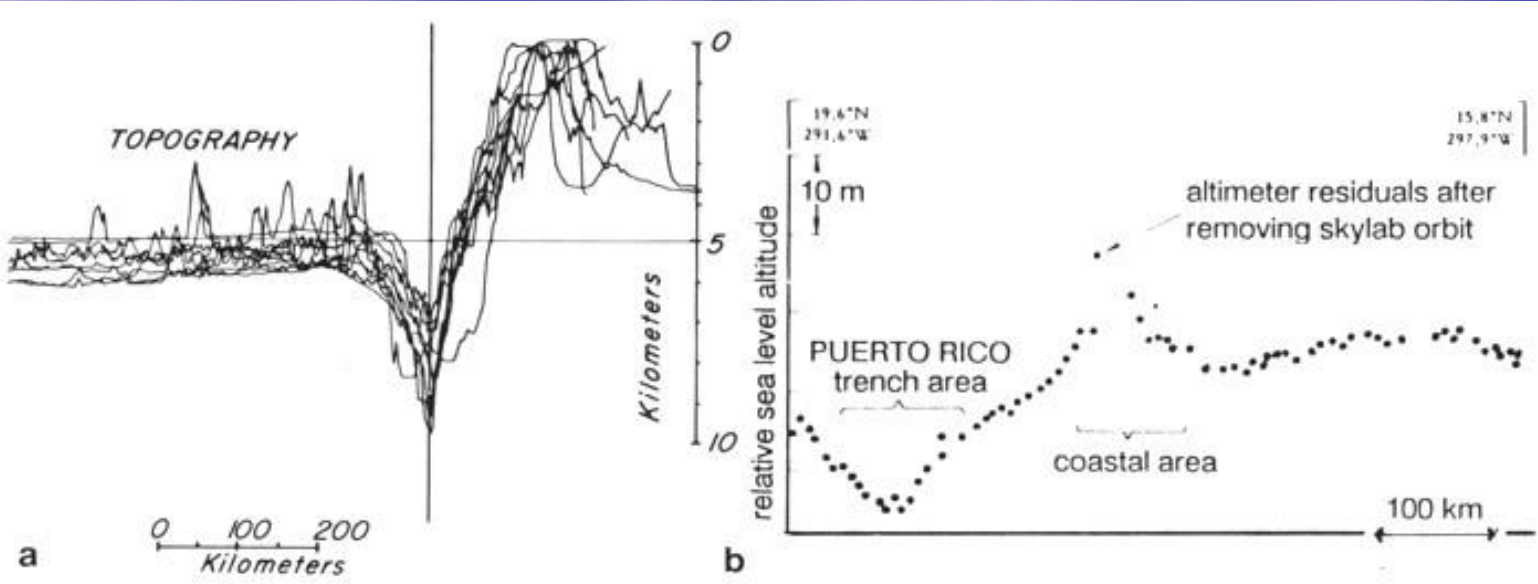 TOPOGRAPHY
0
5
10
Kilometers
0 100 200
Kilometers
a
19,6°N
291,6°W
15,8°N
297,9°W
10 m
altimeter residuals after
removing skylab orbit
relative sea level altitude
PUERTO RICO
trench area
coastal area
100 km
b